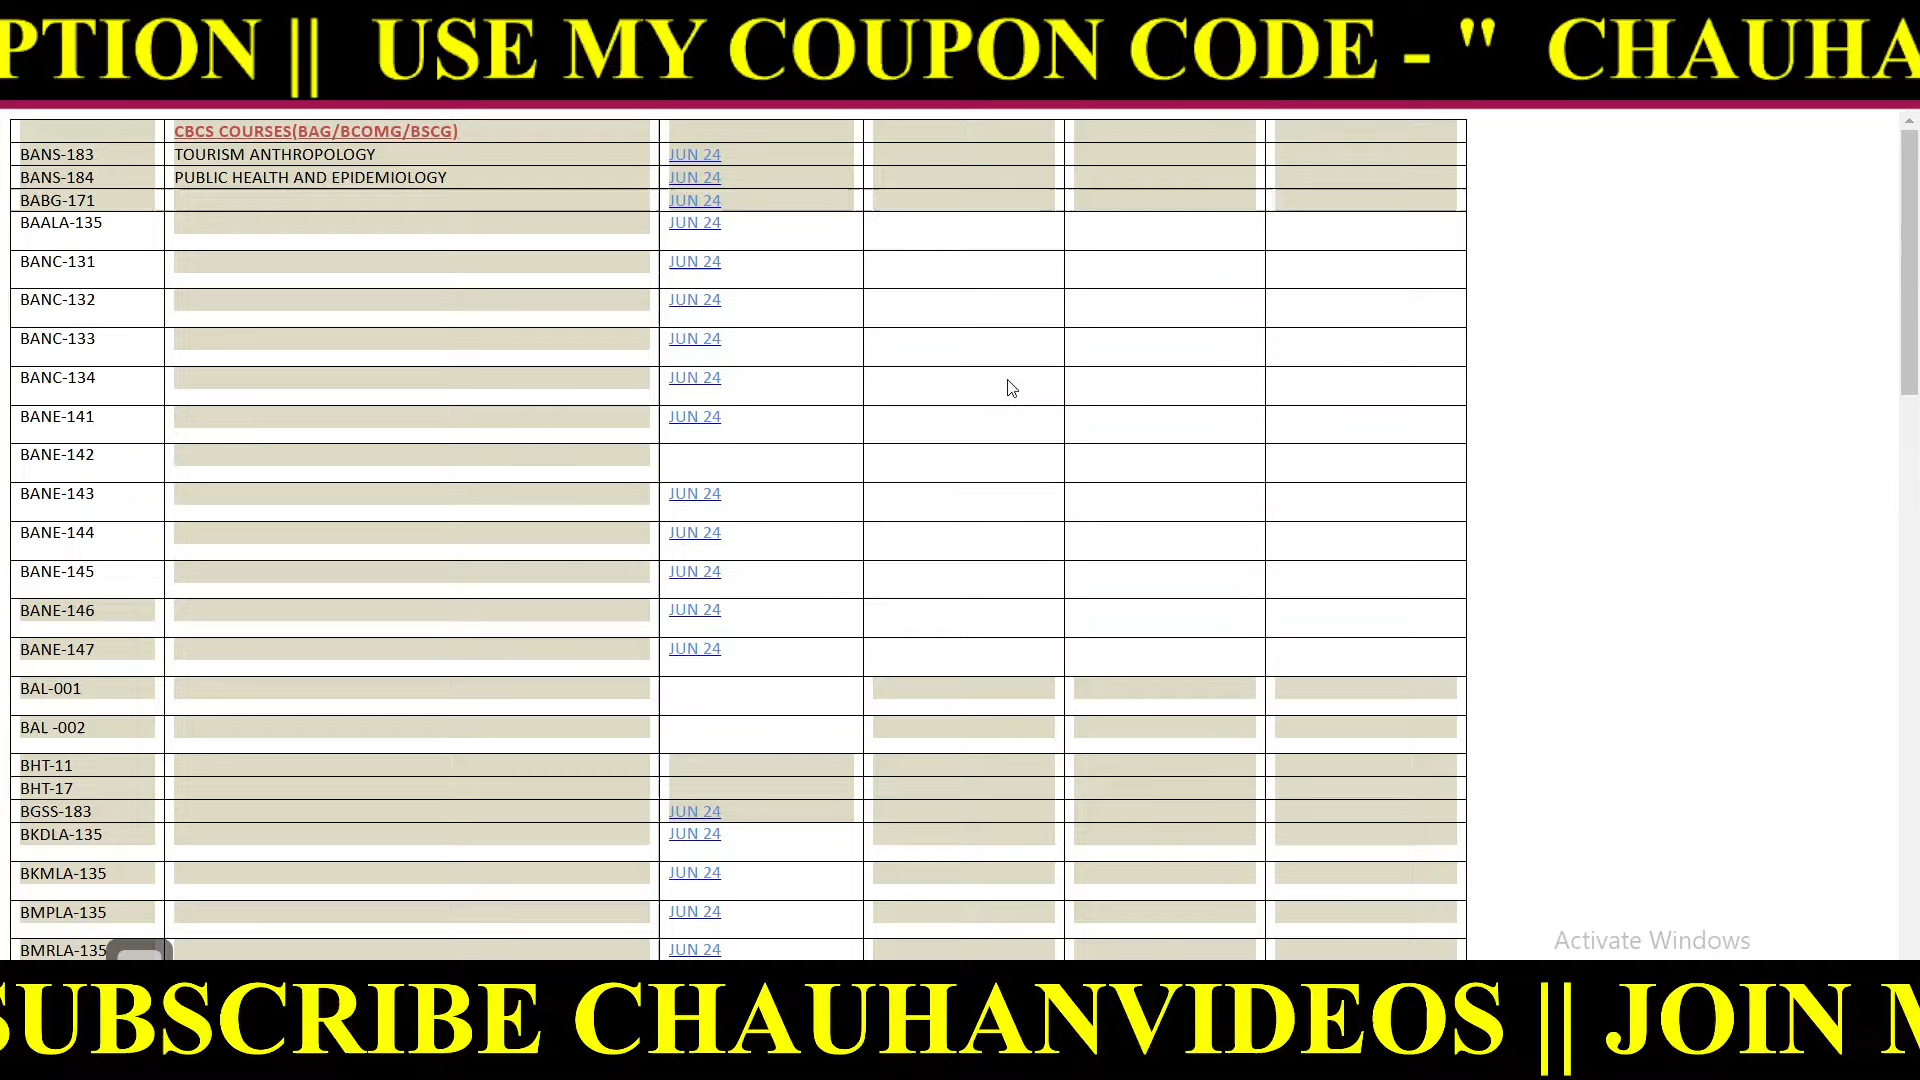 PTION || USE MY COUPON CODE - " CHAUHA
CBCS COURSES(BAG/BCOMG/BSCG)
BANS-183 TOURISM ANTHROPOLOGY JUN 24
BANS-184 PUBLIC HEALTH AND EPIDEMIOLOGY JUN 24
BABG-171 JUN 24
BAALA-135 JUN 24
BANC-131 JUN 24
BANC-132 JUN 24
BANC-133 JUN 24
BANC-134 JUN 24
BANE-141 JUN 24
BANE-142
BANE-143 JUN 24
BANE-144 JUN 24
BANE-145 JUN 24
BANE-146 JUN 24
BANE-147 JUN 24
BAL-001
BAL -002
BHT-11
BHT-17
BGSS-183 JUN 24
BKDLA-135 JUN 24
BKMLA-135 JUN 24
BMPLA-135 JUN 24
BMRLA-135 JUN 24
Activate Windows
SUBSCRIBE CHAUHANVIDEOS || JOIN M